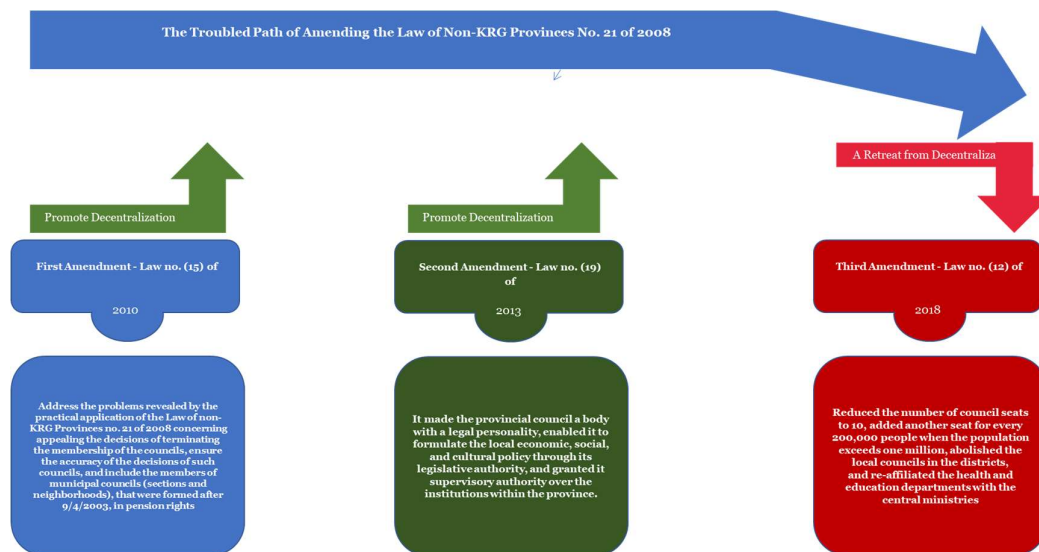 The Troubled Path of Amending the Law of Non-KRG Provinces No. 21 of 2008
Promote Decentralization
Promote Decentralization
A Retreat from Decentraliza
First Amendment - Law no. (15) of
2010
Second Amendment - Law no. (19)
of
2013
Third Amendment - Law no. (12) of
2018
Address the problems revealed by the
practical application of the Law of non-
KRG Provinces no. 21 of 2008 concerning
appealing the decisions of terminating
the membership of the councils, ensure
the accuracy of the decisions of such
councils, and include the members of
municipal councils (sections and
neighborhoods), that were formed after
9/4/2003, in pension rights
It made the provincial council a body
with a legal personality, enabled it to
formulate the local economic, social,
and cultural policy through its
legislative authority, and granted it
supervisory authority over the
institutions within the province.
Reduced the number of council seats
to 10, added another seat for every
200,000 people when the population
exceeds one million, abolished the
local councils in the districts,
and re-affiliated the health and
education departments with the
central ministries